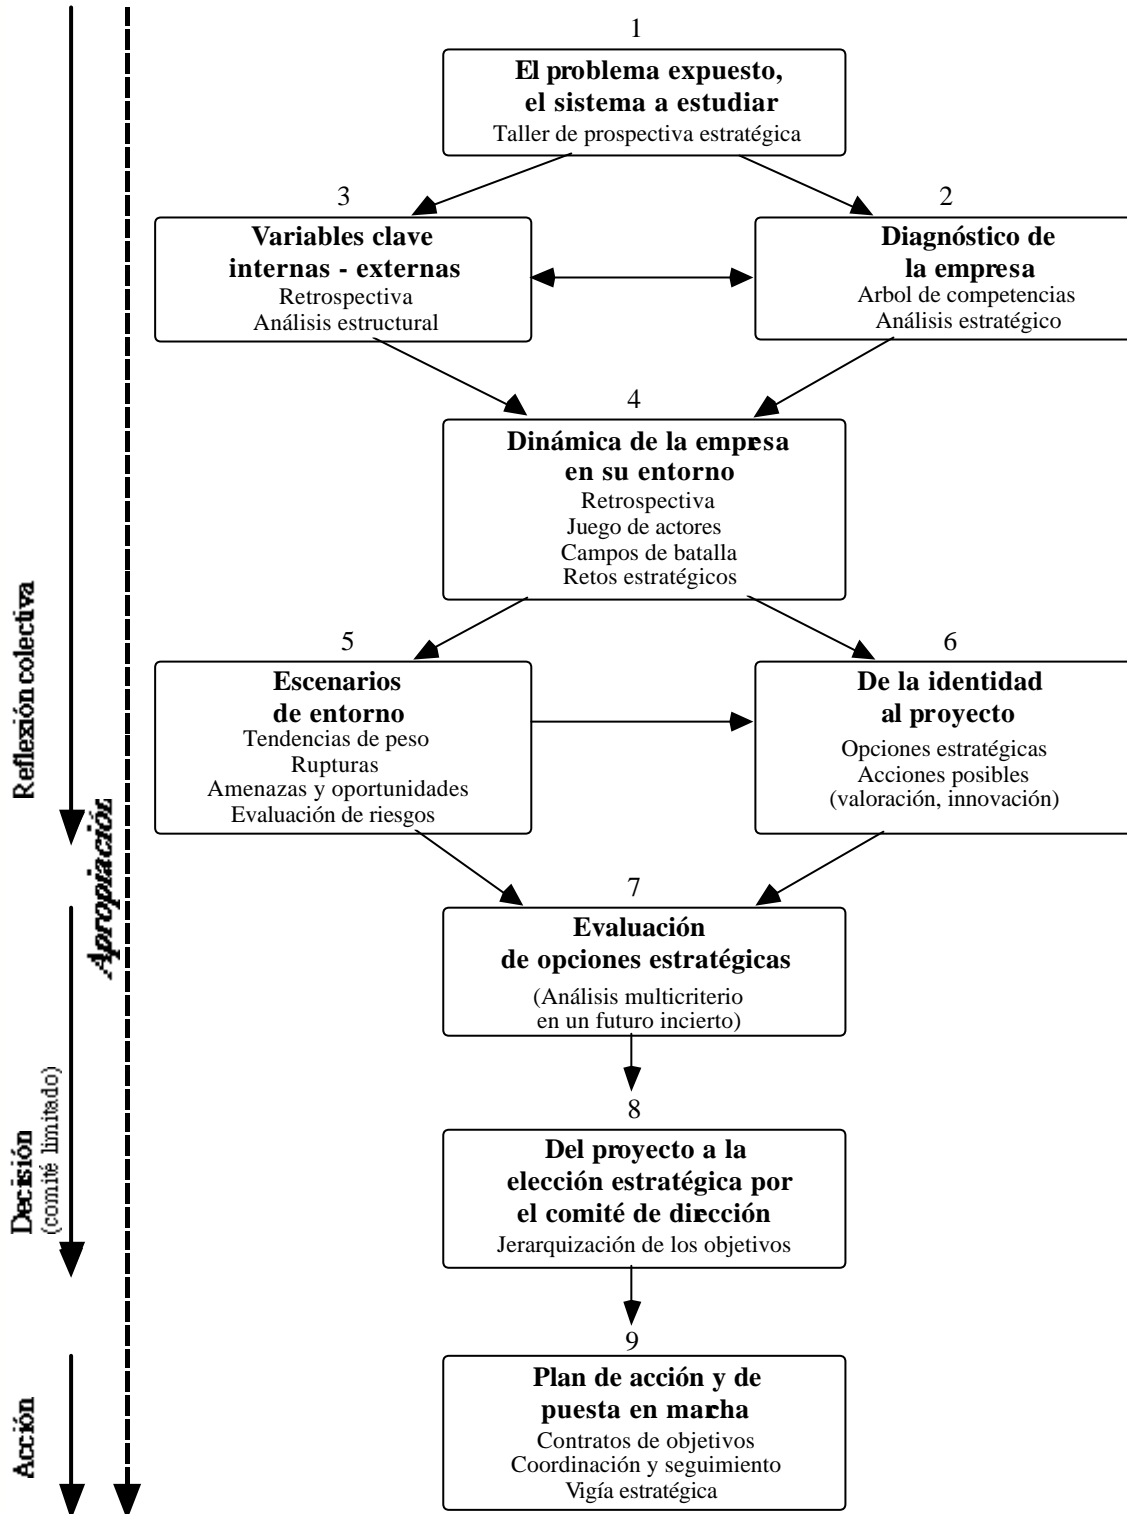 1
El problema expuesto,
el sistema a estudiar
Taller de prospectiva estratégica
3
Variables clave
internas - externas
Retrospectiva
Análisis estructural
2
Diagnóstico de
la empresa
Arbol de competencias
Análisis estratégico
4
Dinámica de la empresa
en su entorno
Retrospectiva
Juego de actores
Campos de batalla
Retos estratégicos
5
Escenarios
de entorno
Tendencias de peso
Rupturas
Amenazas y oportunidades
Evaluación de riesgos
6
De la identidad
al proyecto
Opciones estratégicas
Acciones posibles
(valoración, innovación)
7
Evaluación
de opciones estratégicas
(Análisis multicriterio
en un futuro incierto)
8
Del proyecto a la
elección estratégica por
el comité de dirección
Jerarquización de los objetivos
9
Plan de acción y de
puesta en marcha
Contratos de objetivos
Coordinación y seguimiento
Vigía estratégica
Reflexión colectiva
Apropiación
Decisión
(comité limitado)
Acción